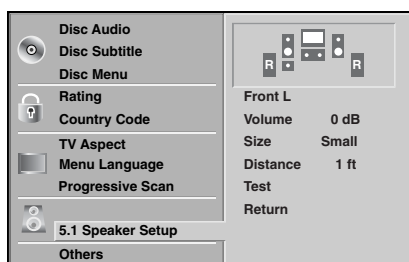 Disc Audio
Disc Subtitle
Disc Menu
Rating
Country Code
TV Aspect
Menu Language
Progressive Scan
5.1 Speaker Setup
Others
R R
Front L
Volume 0 dB
Size Small
Distance 1 ft
Test
Return